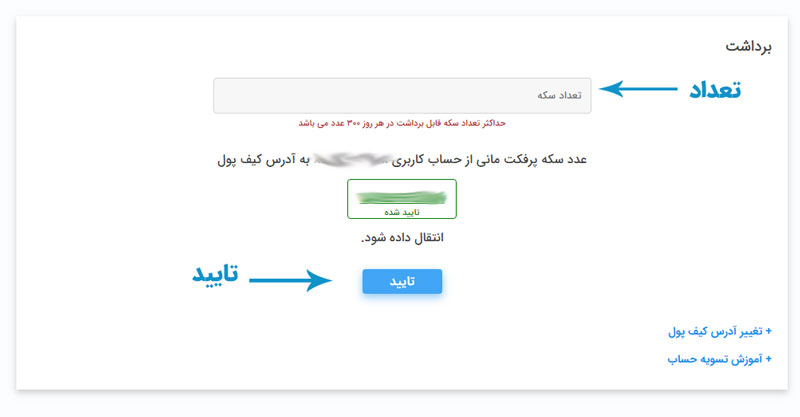 برداشت
تعداد سکه
تعداد
حداکثر تعداد سکه قابل برداشت در هر روز ۳۰۰ عدد می باشد
عدد سکه پرفکت مانی از حساب کاربری به آدرس کیف پول
تایید شده
انتقال داده شود.
تایید
تایید
+ تغییر آدرس کیف پول
+ آموزش تسویه حساب